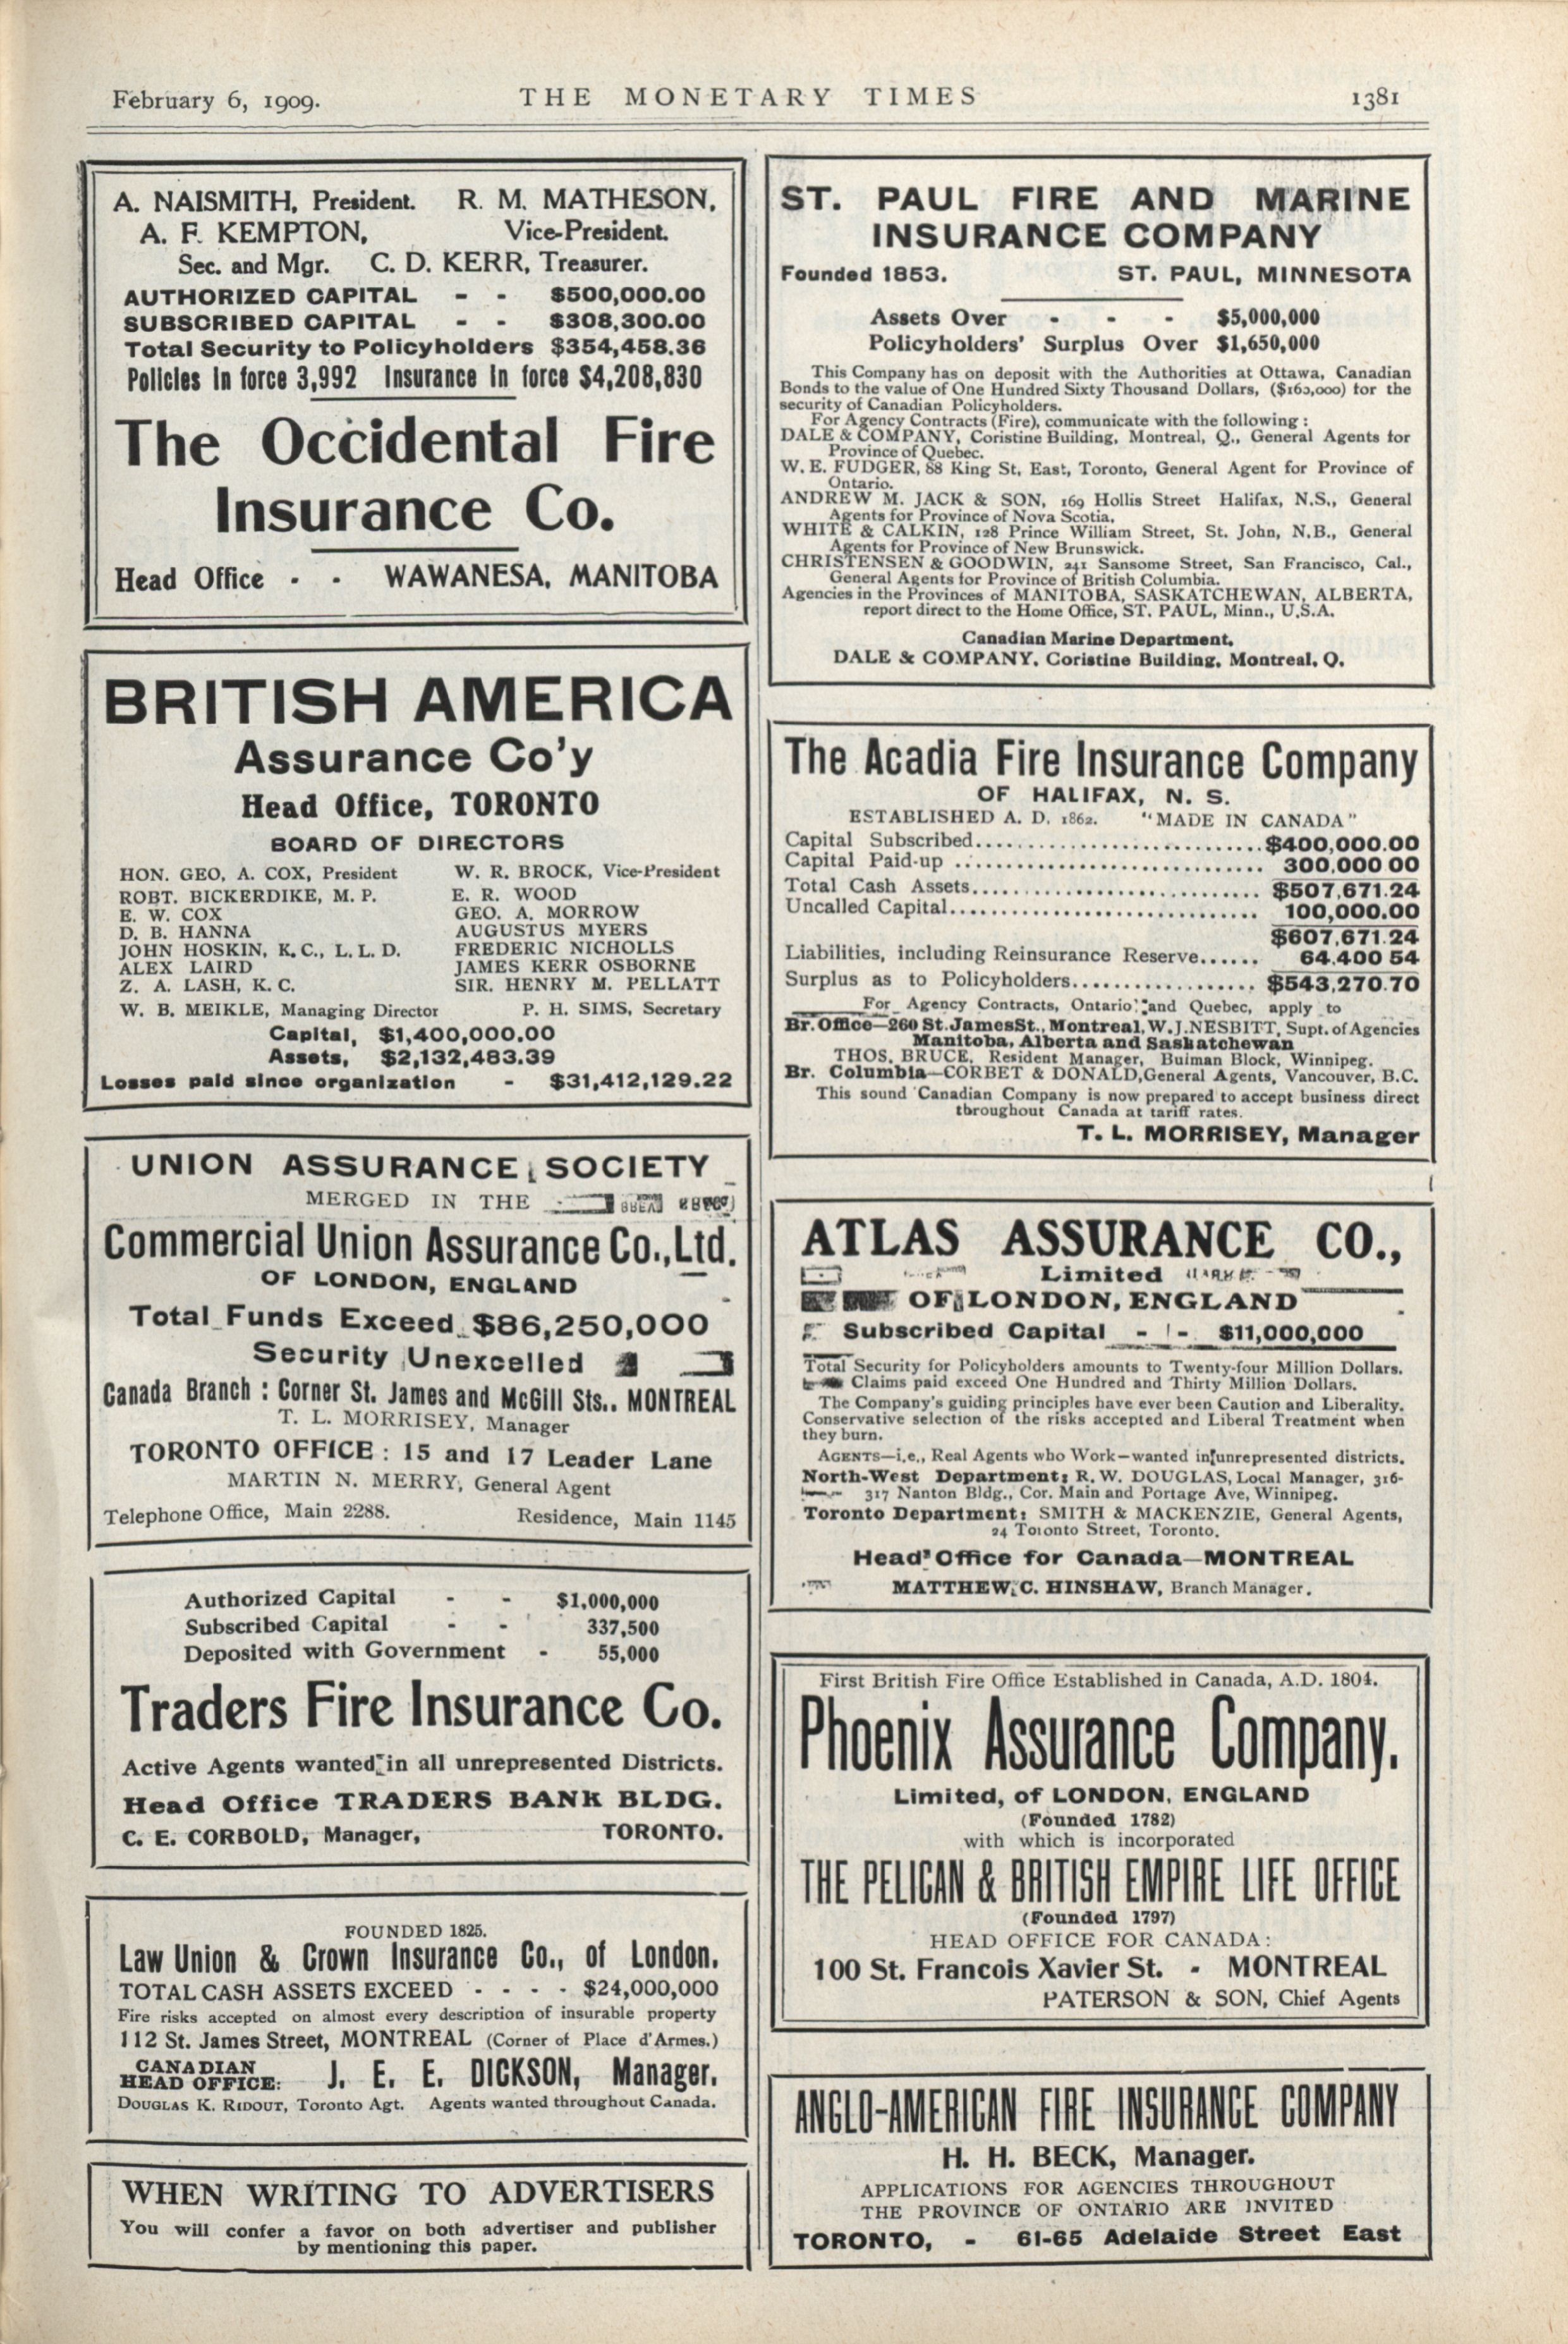 February 6, 1909.
THE MONETARY TIMES
1381
A. NAISMITH, President. R. M. MATHESON,
A. F. KEMPTON, Vice-President.
Sec. and Mgr. C. D. KERR, Treasurer.
AUTHORIZED CAPITAL - - $500,000.00
SUBSCRIBED CAPITAL - - $308,300.00
Total Security to Policyholders $354,458.36
Policies in force 3,992 Insurance in force $4,208,830
The Occidental Fire
Insurance Co.
Head Office - - WAWANESA, MANITOBA
BRITISH AMERICA
Assurance Co'y
Head Office, TORONTO
BOARD OF DIRECTORS
HON. GEO, A. COX, President W. R. BROCK, Vice-President
ROBT. BICKERDIKE, M. P. E. R. WOOD
E. W. COX GEO. A. MORROW
D. B. HANNA AUGUSTUS MYERS
JOHN HOSKIN, K.C., L. L. D. FREDERIC NICHOLLS
ALEX LAIRD JAMES KERR OSBORNE
Z. A. LASH, K. C. SIR. HENRY M. PELLATT
W. B. MEIKLE, Managing Director P. H. SIMS, Secretary
Capital, $1,400,000.00
Assets, $2,132,483.39
Losses paid since organization - $31,412,129.22
UNION ASSURANCE SOCIETY
MERGED IN THE
Commercial Union Assurance Co., Ltd.
OF LONDON, ENGLAND
Total Funds Exceed $86,250,000
Security Unexcelled
Canada Branch : Corner St. James and McGill Sts., MONTREAL
T. L. MORRISEY, Manager
TORONTO OFFICE : 15 and 17 Leader Lane
MARTIN N. MERRY, General Agent
Telephone Office, Main 2288. Residence, Main 1145
Authorized Capital - - $1,000,000
Subscribed Capital - - 337,500
Deposited with Government - 55,000
Traders Fire Insurance Co.
Active Agents wanted in all unrepresented Districts.
Head Office TRADERS BANK BLDG.
C. E. CORBOLD, Manager, TORONTO.
FOUNDED 1825.
Law Union & Crown Insurance Co., of London.
TOTAL CASH ASSETS EXCEED - - - - $24,000,000
Fire risks accepted on almost every description of insurable property
112 St. James Street, MONTREAL (Corner of Place d'Armes.)
CANADIAN
HEAD OFFICE: J. E. E. DICKSON, Manager.
DOUGLAS K. RIDOUT, Toronto Agt. Agents wanted throughout Canada.
WHEN WRITING TO ADVERTISERS
You will confer a favor on both advertiser and publisher
by mentioning this paper.
ST. PAUL FIRE AND MARINE
INSURANCE COMPANY
Founded 1853. ST. PAUL, MINNESOTA
Assets Over - - - $5,000,000
Policyholders' Surplus Over $1,650,000
This Company has on deposit with the Authorities at Ottawa, Canadian
Bonds to the value of One Hundred Sixty Thousand Dollars, ($160,000) for the
security of Canadian Policyholders.
For Agency Contracts (Fire), communicate with the following :
DALE & COMPANY, Coristine Building, Montreal, Q., General Agents for
Province of Quebec.
W. E. FUDGER, 88 King St, East, Toronto, General Agent for Province of
Ontario.
ANDREW M. JACK & SON, 169 Hollis Street Halifax, N.S., General
Agents for Province of Nova Scotia.
WHITE & CALKIN, 128 Prince William Street, St. John, N.B., General
Agents for Province of New Brunswick.
CHRISTENSEN & GOODWIN, 241 Sansome Street, San Francisco, Cal.,
General Agents for Province of British Columbia.
Agencies in the Provinces of MANITOBA, SASKATCHEWAN, ALBERTA,
report direct to the Home Office, ST. PAUL, Minn., U.S.A.
Canadian Marine Department.
DALE & COMPANY, Coristine Building, Montreal, Q.
The Acadia Fire Insurance Company
OF HALIFAX, N. S.
ESTABLISHED A. D. 1862. "MADE IN CANADA"
Capital Subscribed..............................$400,000.00
Capital Paid-up .............................. 300,000 00
Total Cash Assets.............................. $507,671.24
Uncalled Capital.............................. 100,000.00
$607,671.24
Liabilities, including Reinsurance Reserve...... 64,400 54
Surplus as to Policyholders.................. $543,270.70
For Agency Contracts, Ontario and Quebec, apply to
Br. Office—260 St. James St., Montreal, W. J. NESBITT, Supt. of Agencies
Manitoba, Alberta and Saskatchewan
THOS. BRUCE, Resident Manager, Bulman Block, Winnipeg.
Br. Columbia—CORBET & DONALD, General Agents, Vancouver, B.C.
This sound Canadian Company is now prepared to accept business direct
throughout Canada at tariff rates.
T. L. MORRISEY, Manager
ATLAS ASSURANCE CO.,
Limited
OF LONDON, ENGLAND
Subscribed Capital - - $11,000,000
Total Security for Policyholders amounts to Twenty-four Million Dollars.
Claims paid exceed One Hundred and Thirty Million Dollars.
The Company's guiding principles have ever been Caution and Liberality.
Conservative selection of the risks accepted and Liberal Treatment when
they burn.
AGENTS—i.e., Real Agents who Work—wanted in unrepresented districts.
North-West Department: R. W. DOUGLAS, Local Manager, 316-
317 Nanton Bldg., Cor. Main and Portage Ave, Winnipeg.
Toronto Department: SMITH & MACKENZIE, General Agents,
24 Toronto Street, Toronto.
Head Office for Canada—MONTREAL
MATTHEW C. HINSHAW, Branch Manager.
First British Fire Office Established in Canada, A.D. 1804.
Phoenix Assurance Company.
Limited, of LONDON, ENGLAND
(Founded 1782)
with which is incorporated
THE PELICAN & BRITISH EMPIRE LIFE OFFICE
(Founded 1797)
HEAD OFFICE FOR CANADA:
100 St. Francois Xavier St. - MONTREAL
PATERSON & SON, Chief Agents
ANGLO-AMERICAN FIRE INSURANCE COMPANY
H. H. BECK, Manager.
APPLICATIONS FOR AGENCIES THROUGHOUT
THE PROVINCE OF ONTARIO ARE INVITED
TORONTO, - 61-65 Adelaide Street East